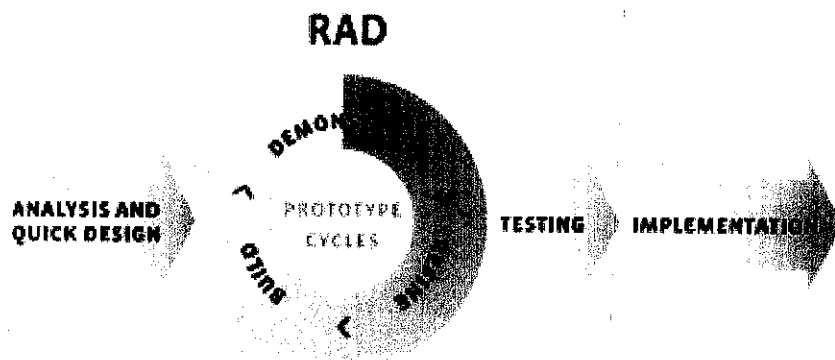 RAD
ANALYSIS AND
QUICK DESIGN
PROTOTYPE
CYCLES
BUILD
TESTING
IMPLEMENTATION